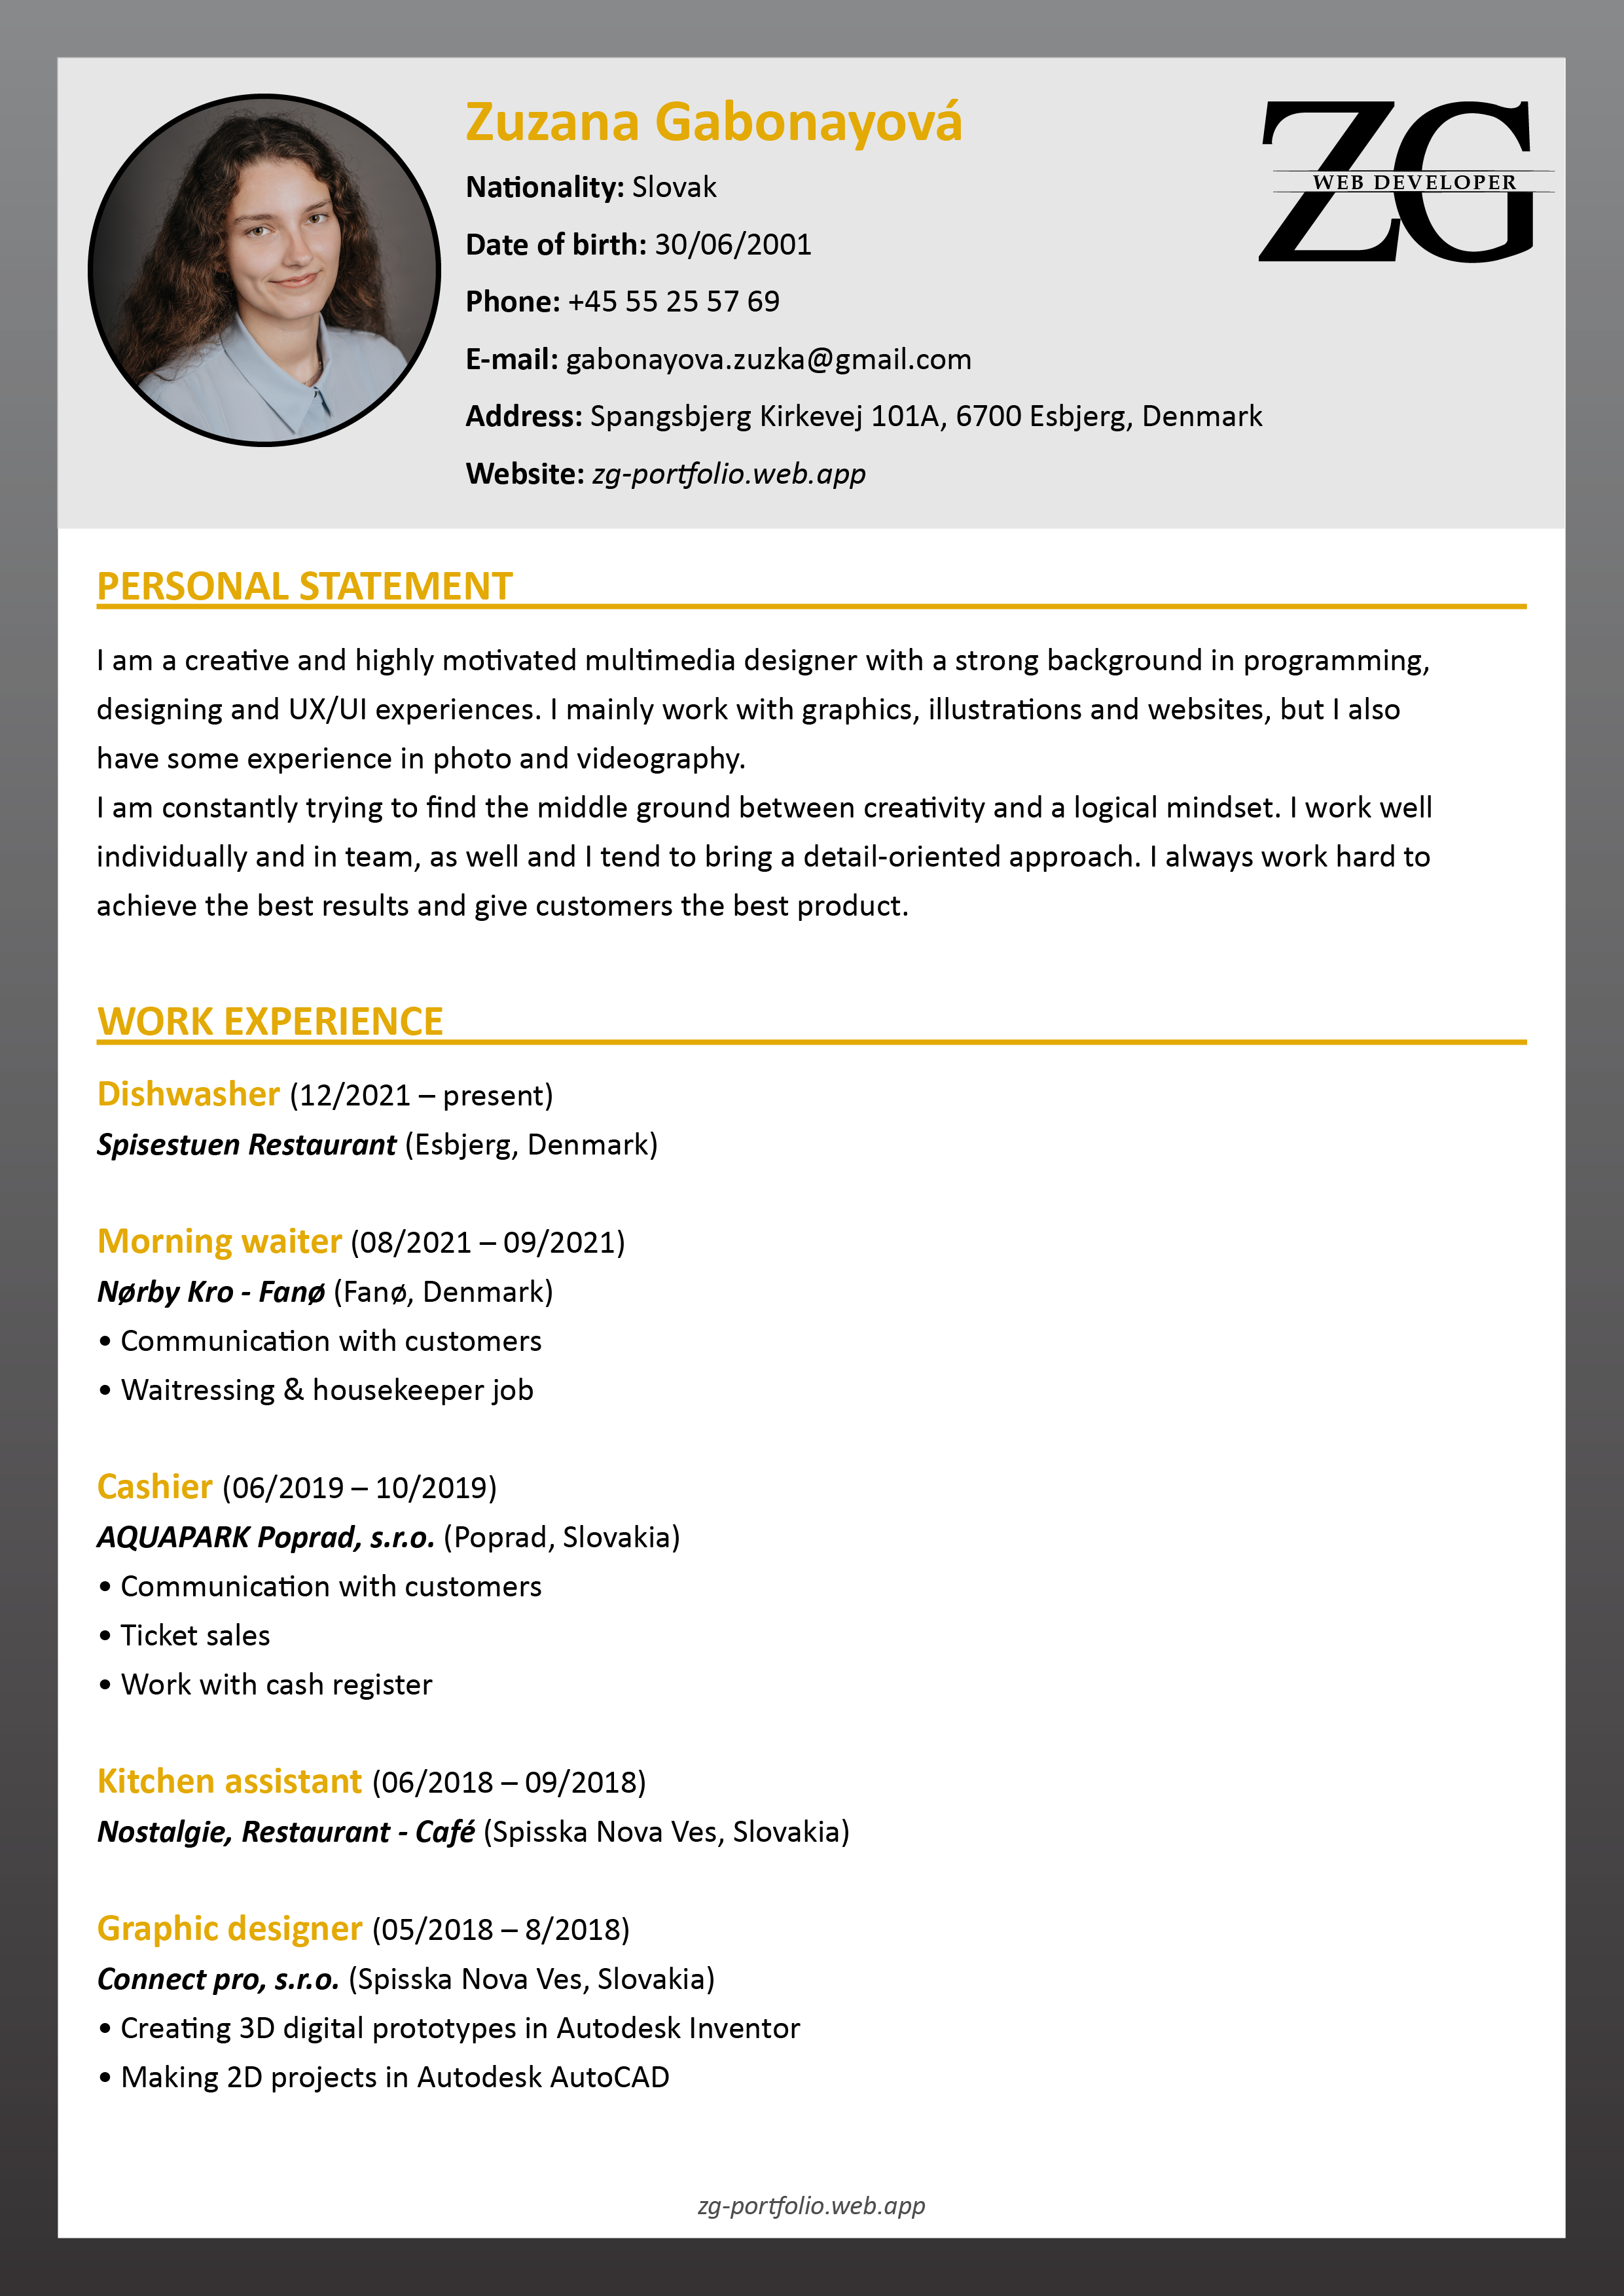 Zuzana Gabonayová
ZG
WEB DEVELOPER
Nationality: Slovak
Date of birth: 30/06/2001
Phone: +45 55 25 57 69
E-mail: gabonayova.zuzka@gmail.com
Address: Spangsbjerg Kirkevej 101A, 6700 Esbjerg, Denmark
Website: zg-portfolio.web.app
PERSONAL STATEMENT
I am a creative and highly motivated multimedia designer with a strong background in programming,
designing and UX/UI experiences. I mainly work with graphics, illustrations and websites, but I also
have some experience in photo and videography.
I am constantly trying to find the middle ground between creativity and a logical mindset. I work well
individually and in team, as well and I tend to bring a detail-oriented approach. I always work hard to
achieve the best results and give customers the best product.
WORK EXPERIENCE
Dishwasher (12/2021 – present)
Spisestuen Restaurant (Esbjerg, Denmark)
Morning waiter (08/2021 – 09/2021)
Nørby Kro - Fanø (Fanø, Denmark)
• Communication with customers
• Waitressing & housekeeper job
Cashier (06/2019 – 10/2019)
AQUAPARK Poprad, s.r.o. (Poprad, Slovakia)
• Communication with customers
• Ticket sales
• Work with cash register
Kitchen assistant (06/2018 – 09/2018)
Nostalgie, Restaurant - Café (Spisska Nova Ves, Slovakia)
Graphic designer (05/2018 – 8/2018)
Connect pro, s.r.o. (Spisska Nova Ves, Slovakia)
• Creating 3D digital prototypes in Autodesk Inventor
• Making 2D projects in Autodesk AutoCAD
zg-portfolio.web.app